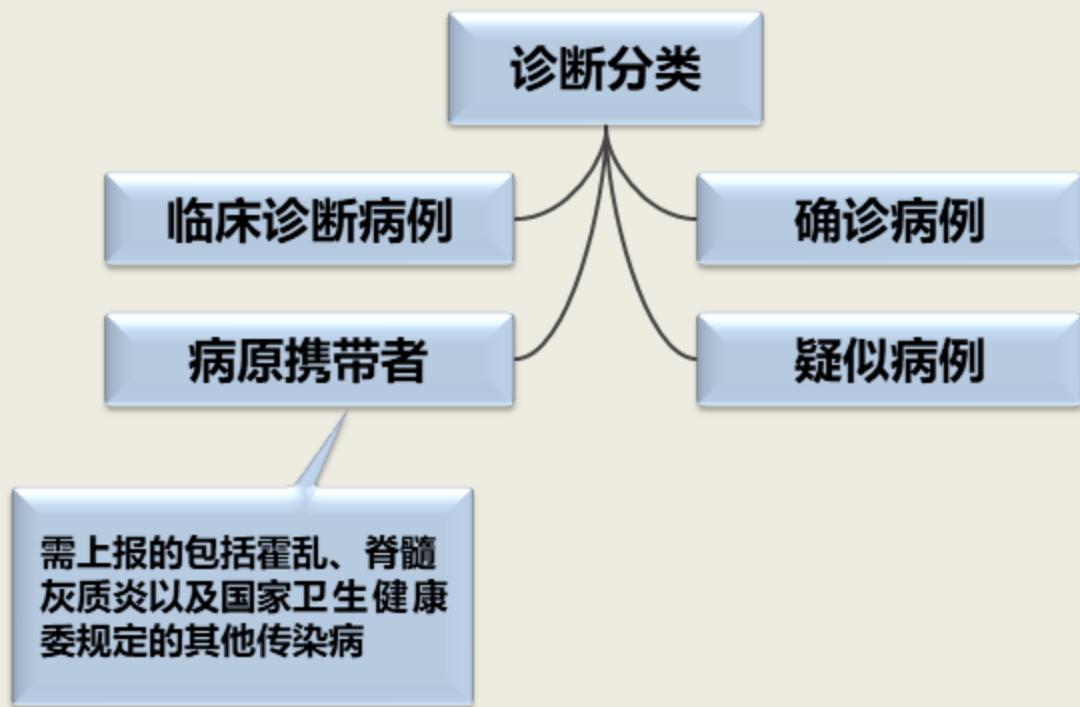 诊断分类
临床诊断病例
确诊病例
病原携带者
疑似病例
需上报的包括霍乱、脊髓
灰质炎以及国家卫生健康
委规定的其他传染病